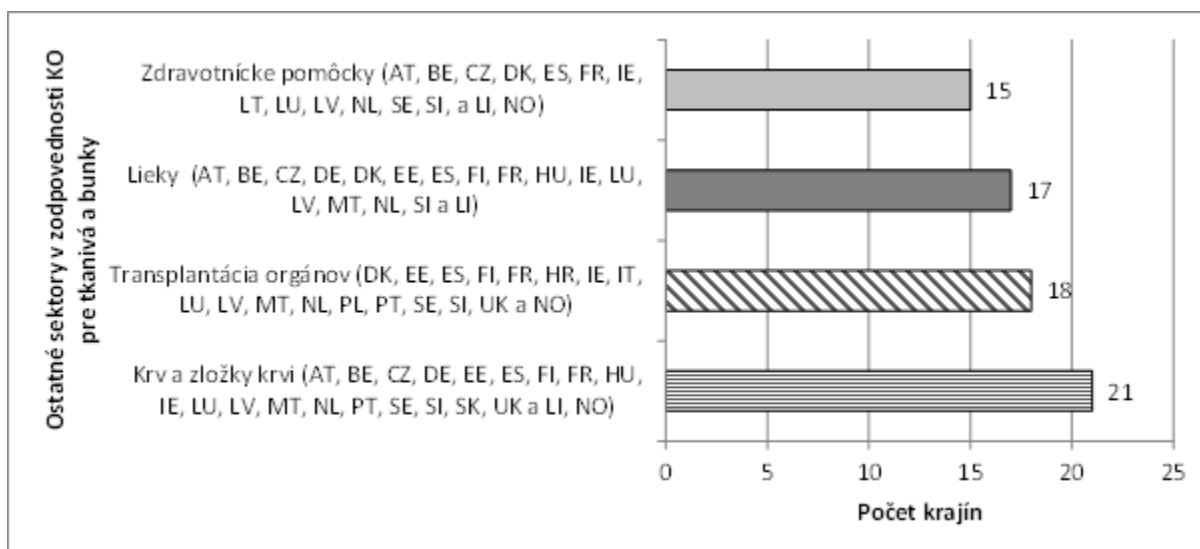 Ostatné sektory v zodpovednosti KO
pre tkanivá a bunky
Zdravotnícke pomôcky (AT, BE, CZ, DK, ES, FR, IE,
LT, LU, LV, NL, SE, SI, a LI, NO)
15
Lieky (AT, BE, CZ, DE, DK, EE, ES, FI, FR, HU, IE, LU,
LV, MT, NL, SI a LI)
17
Transplantácia orgánov (DK, EE, ES, FI, FR, HR, IE, IT,
LU, LV, MT, NL, PL, PT, SE, SI, UK a NO)
18
Krv a zložky krvi (AT, BE, CZ, DE, EE, ES, FI, FR, HU,
IE, LU, LV, MT, NL, PT, SE, SI, SK, UK a LI, NO)
21
0 5 10 15 20 25
Počet krajín